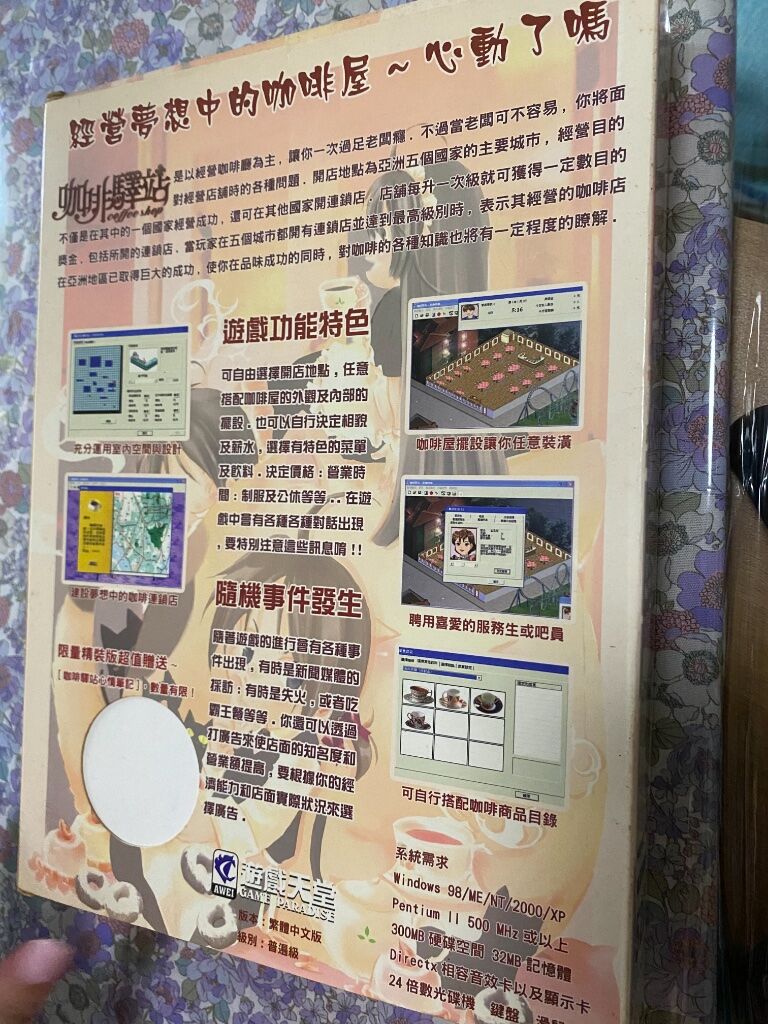 經營夢想中的咖啡屋～心動了嗎
咖啡驛站
coffee shop
是以經營咖啡廳為主，讓你一次過足老闆癮．不過當老闆可不容易，你將面
對經營店舖時的各種問題．開店地點為亞洲五個國家的主要城市，經營目的
不僅是在其中的一個國家經營成功，還可在其他國家開連鎖店．店舖每升一次級就可獲得一定數目的
獎金．包括所開的連鎖店．當玩家在五個城市都開有連鎖店並達到最高級別時，表示其經營的咖啡店
在亞洲地區已取得巨大的成功，使你在品味成功的同時，對咖啡的各種知識也將有一定程度的瞭解．
遊戲功能特色
可自由選擇開店地點，任意
搭配咖啡屋的外觀及內部的
擺設．也可以自行決定相貌
及薪水，選擇有特色的菜單
及飲料．決定價格：營業時
間：制服及公休等等．．在遊
戲中會有各種各種對話出現
，要特別注意這些訊息唷！！
充分運用室內空間與設計
建設夢想中的咖啡連鎖店
咖啡屋擺設讓你任意裝潢
聘用喜愛的服務生或吧員
可自行搭配咖啡商品目錄
隨機事件發生
隨著遊戲的進行會有各種事
件出現，有時是新聞媒體的
採訪：有時是失火，或者吃
霸王餐等等．你還可以透過
打廣告來使店面的知名度和
營業額提高，要根據你的經
濟能力和店面實際狀況來選
擇廣告．
限量精裝版超值贈送～
[咖啡驛站心情筆記]，數量有限！
AWEI
遊戲天堂
GAME PARADISE
版本：繁體中文版
級別：普遍級
系統需求
Windows 98/ME/NT/2000/XP
Pentium II 500 MHz 或以上
300MB 硬碟空間 32MB 記憶體
Directx 相容音效卡以及顯示卡
24 倍數光碟機 鍵盤